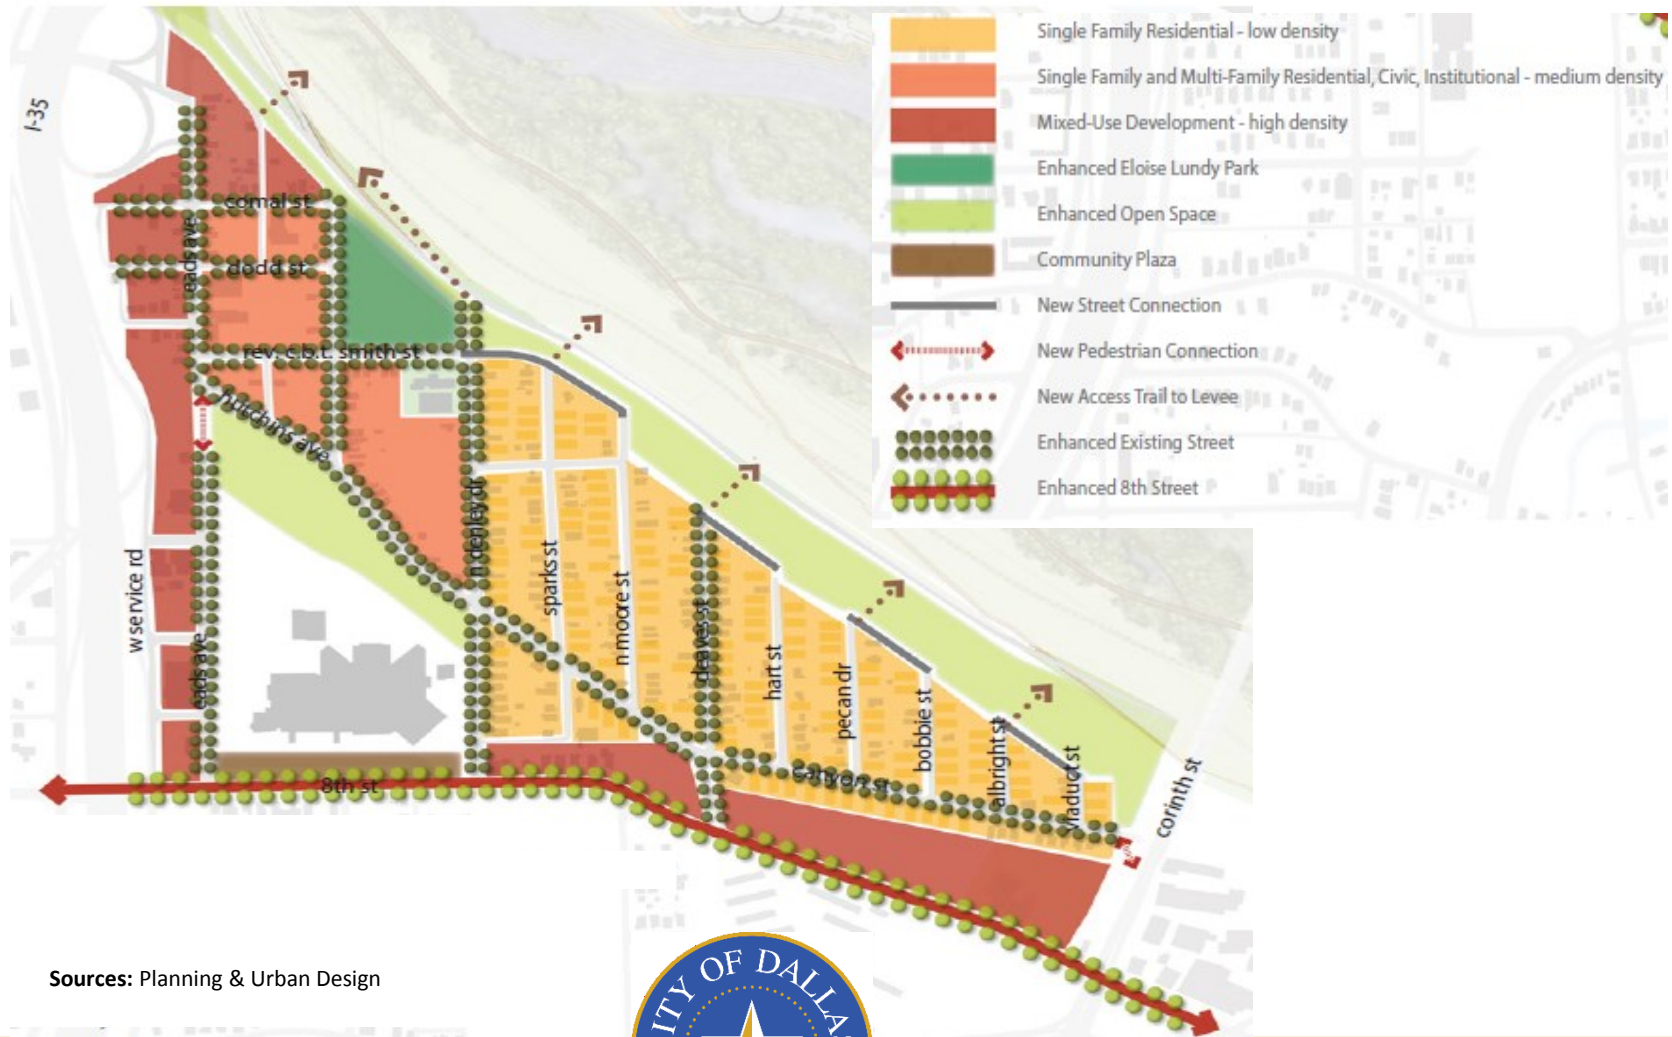 Single Family Residential - low density
Single Family and Multi-Family Residential, Civic, Institutional - medium density
Mixed-Use Development - high density
Enhanced Eloise Lundy Park
Enhanced Open Space
Community Plaza
New Street Connection
New Pedestrian Connection
New Access Trail to Levee
Enhanced Existing Street
Enhanced 8th Street
I-35
comal st
eads ave
dodd st
rev. c.b.t. smith st
hutchins ave
n denley dr
w service rd
sparks st
n moore st
cleaves st
hart st
pecan dr
bobbie st
albright st
viaduct st
corinth st
eads ave
canyon st
8th st
Sources: Planning & Urban Design
ITY OF DALLA